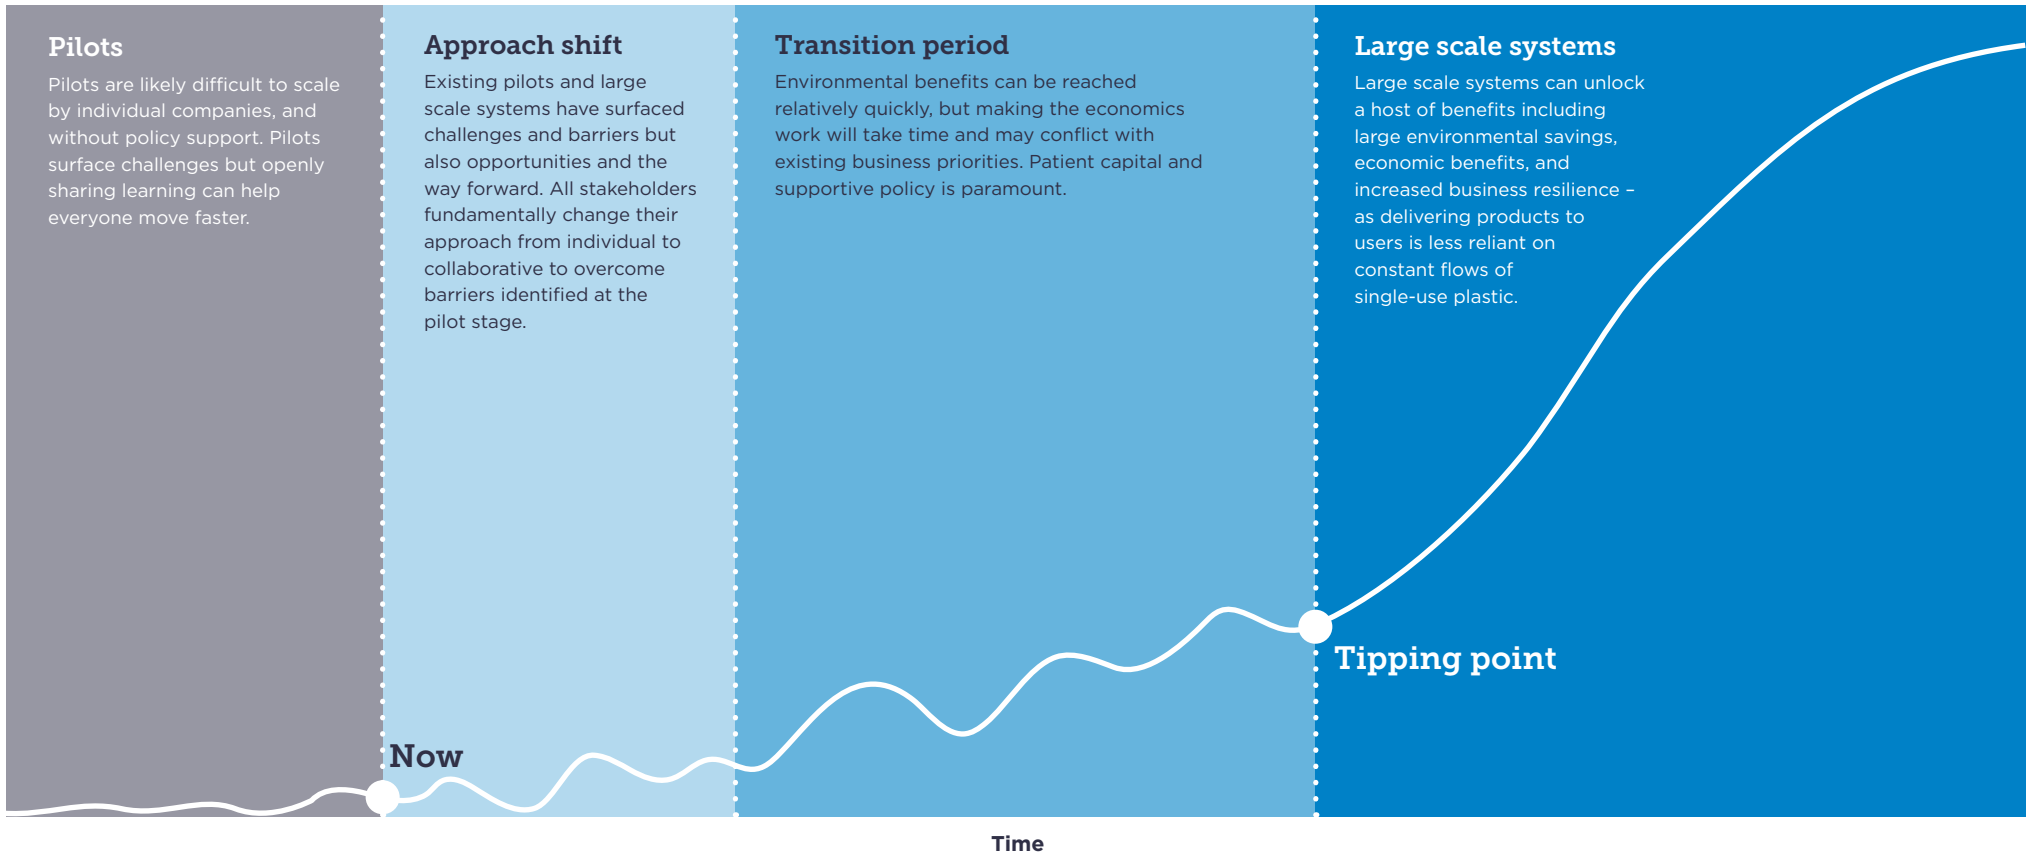 Pilots
Pilots are likely difficult to scale
by individual companies, and
without policy support. Pilots
surface challenges but openly
sharing learning can help
everyone move faster.
Approach shift
Existing pilots and large
scale systems have surfaced
challenges and barriers but
also opportunities and the
way forward. All stakeholders
fundamentally change their
approach from individual to
collaborative to overcome
barriers identified at the
pilot stage.
Transition period
Environmental benefits can be reached
relatively quickly, but making the economics
work will take time and may conflict with
existing business priorities. Patient capital and
supportive policy is paramount.
Large scale systems
Large scale systems can unlock
a host of benefits including
large environmental savings,
economic benefits, and
increased business resilience –
as delivering products to
users is less reliant on
constant flows of
single-use plastic.
Now
Tipping point
Time